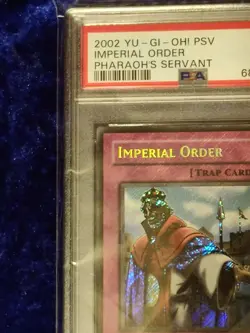 2002 YU-GI-OH! PSV
IMPERIAL ORDER
PHARAOH'S SERVANT
PSA
IMPERIAL ORDER
[TRAP CARD